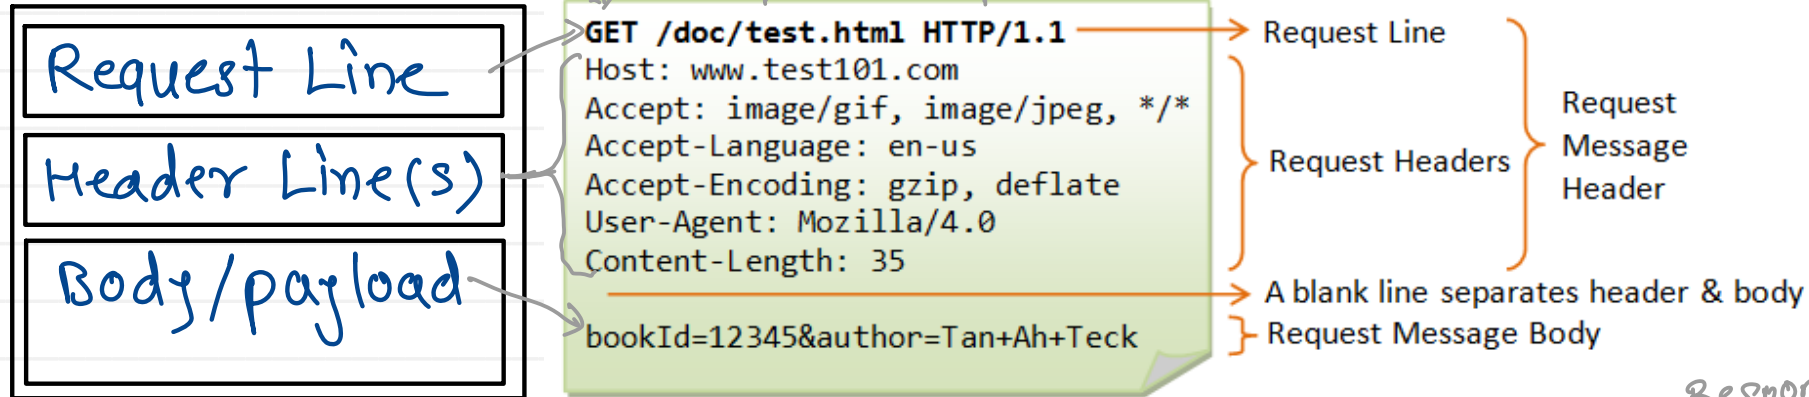 Request Line
Header Line(s)
Body/payload
GET /doc/test.html HTTP/1.1
Host: www.test101.com
Accept: image/gif, image/jpeg, */*
Accept-Language: en-us
Accept-Encoding: gzip, deflate
User-Agent: Mozilla/4.0
Content-Length: 35
bookId=12345&author=Tan+Ah+Teck
Request Line
Request Headers
Request
Message
Header
A blank line separates header & body
Request Message Body